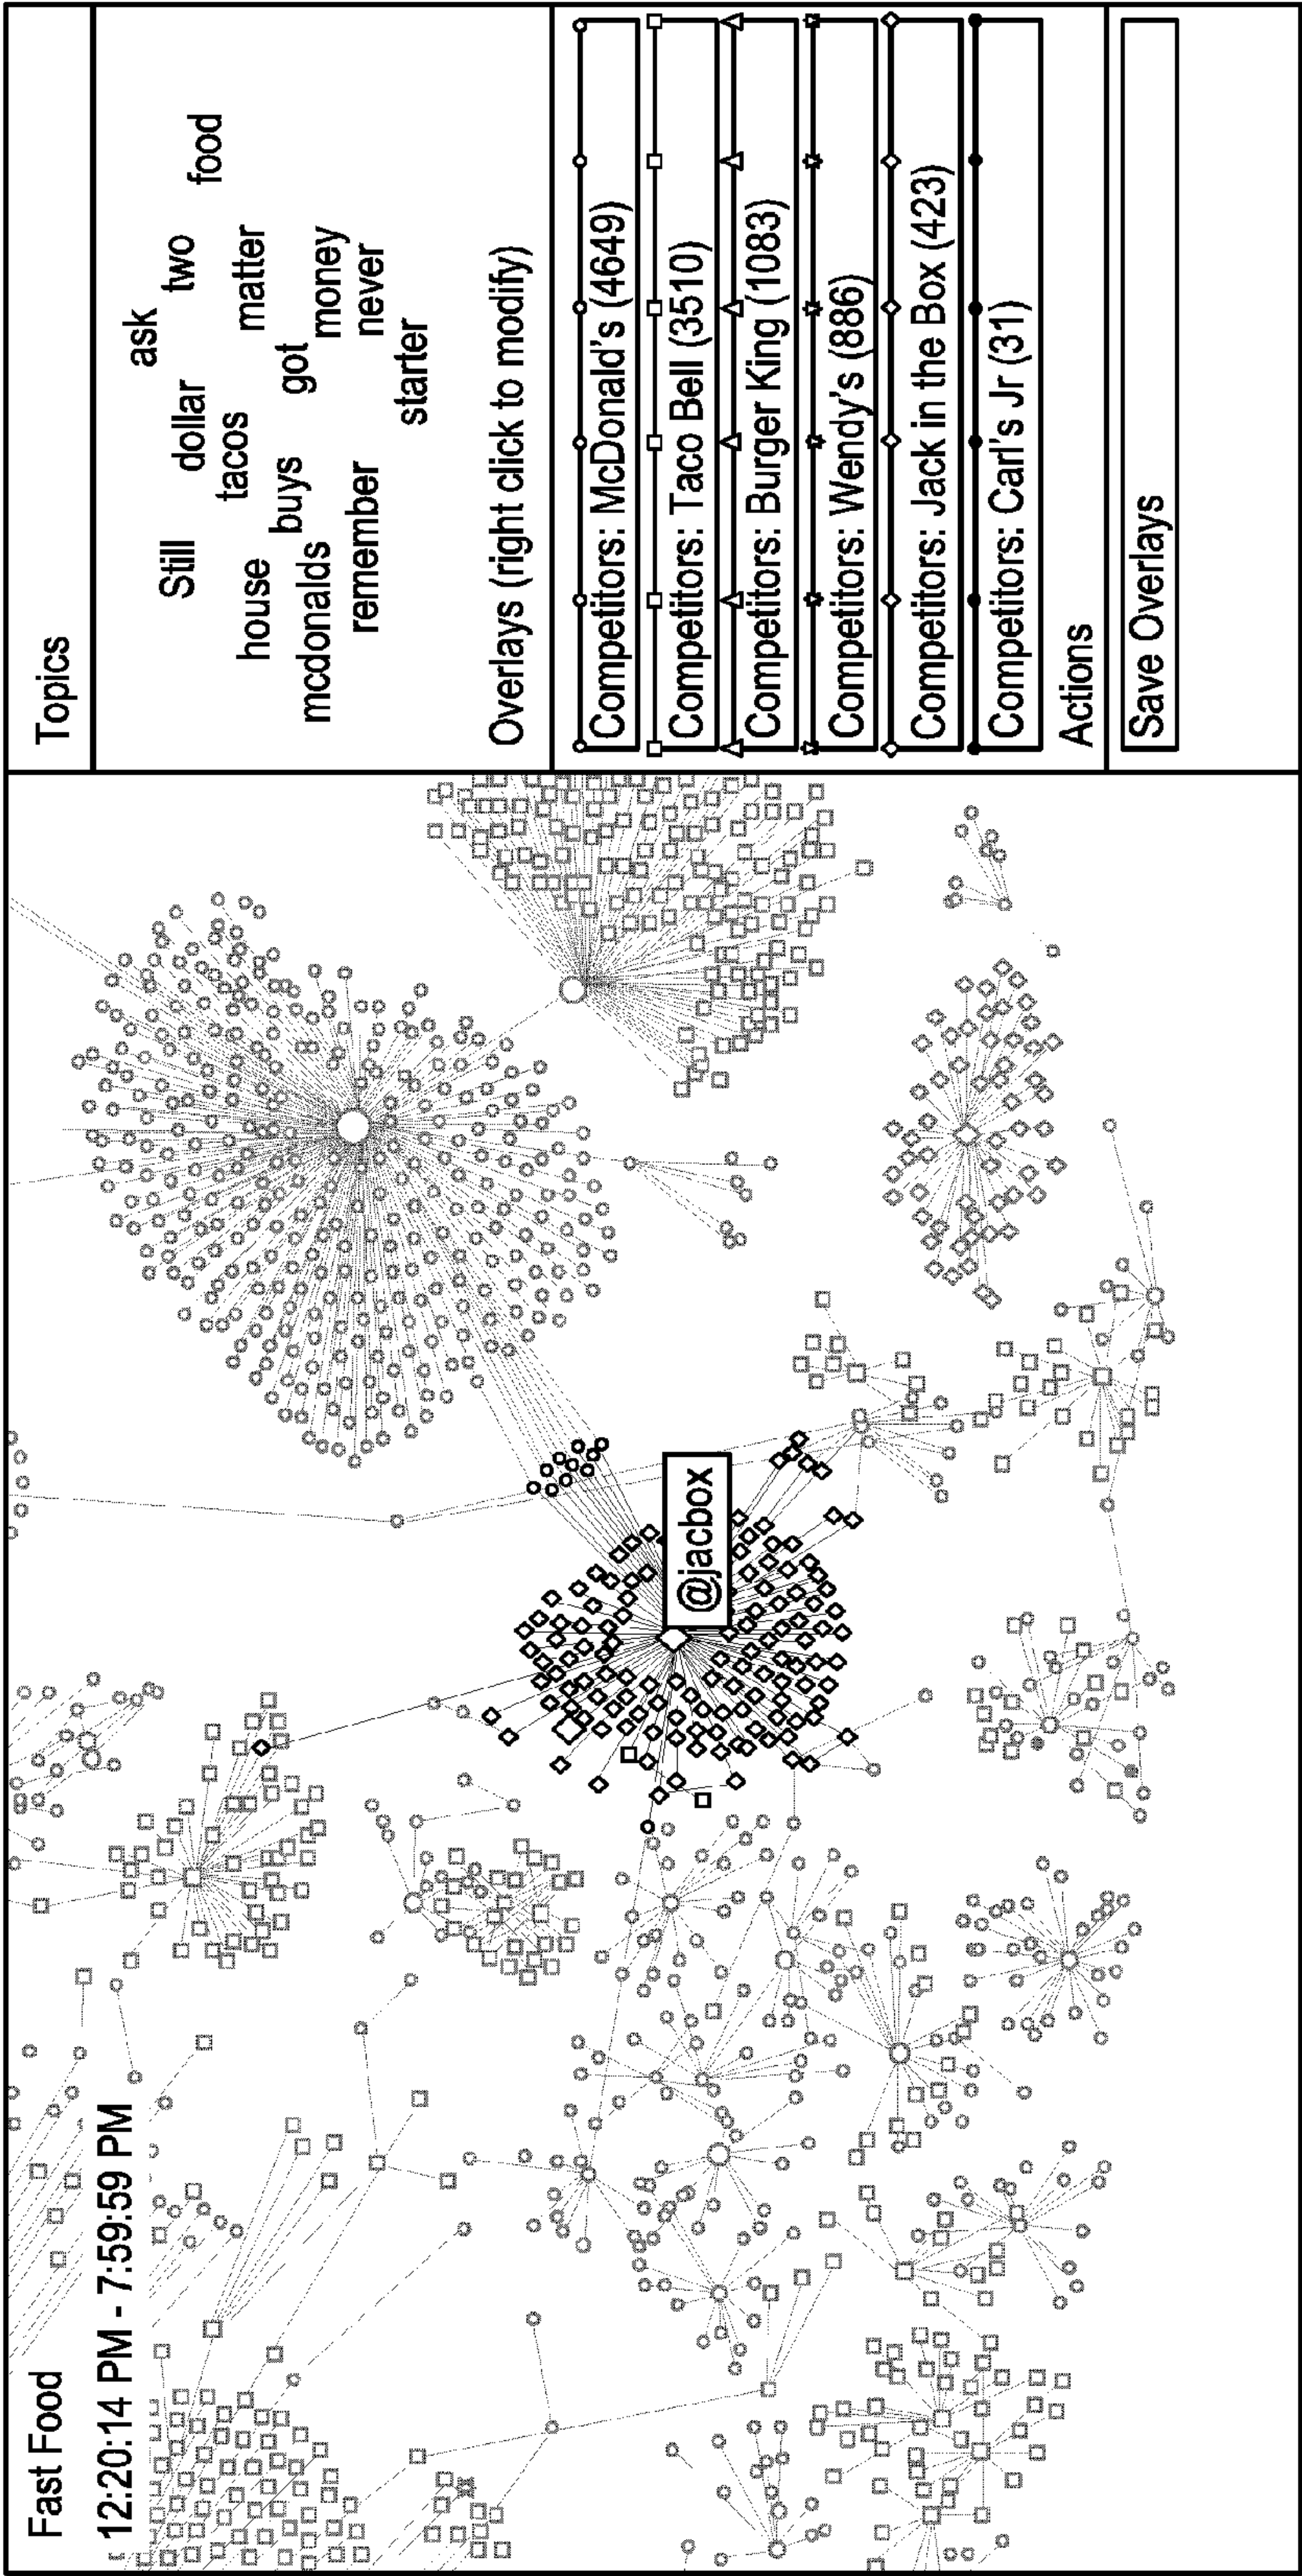 Fast Food
12:20:14 PM - 7:59:59 PM
@jacbox
Topics
ask
two
food
Still
dollar
tacos
matter
house
buys
got
money
mcdonalds
remember
never
starter
Overlays (right click to modify)
Competitors: McDonald's (4649)
Competitors: Taco Bell (3510)
Competitors: Burger King (1083)
Competitors: Wendy's (886)
Competitors: Jack in the Box (423)
Competitors: Carl's Jr (31)
Actions
Save Overlays